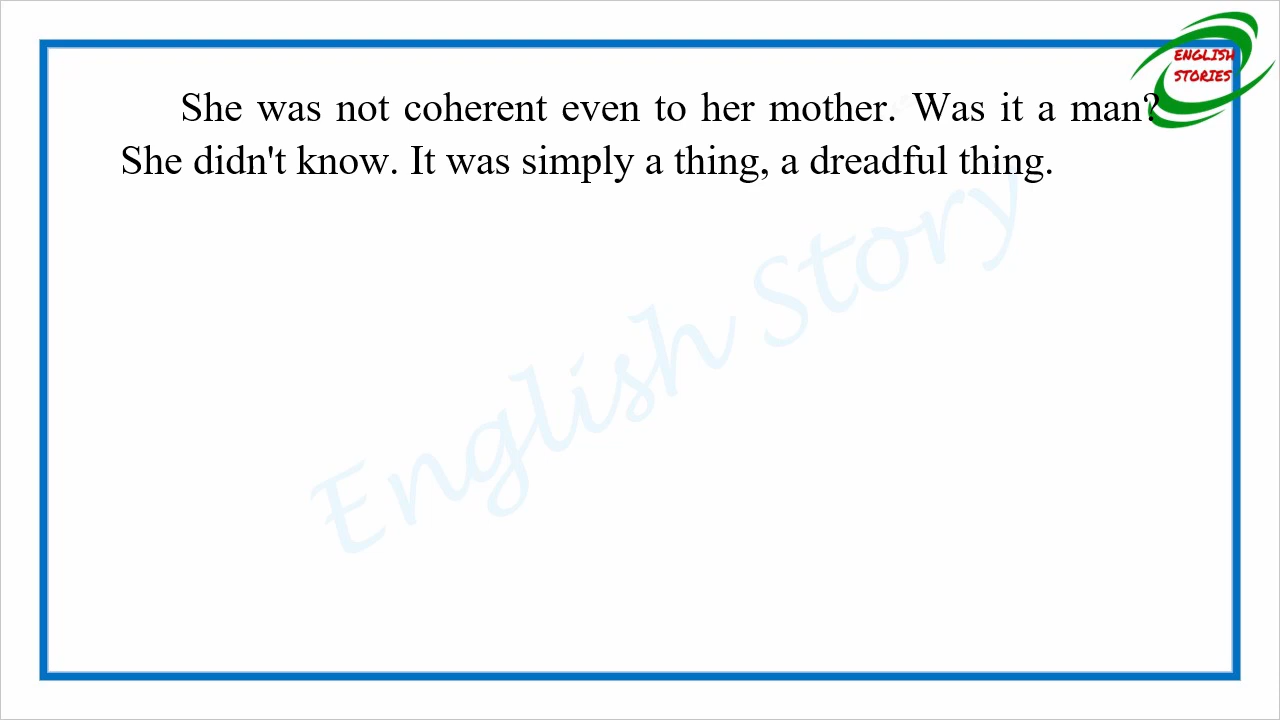 ENGLISH
STORIES
She was not coherent even to her mother. Was it a man?
She didn't know. It was simply a thing, a dreadful thing.
English Story